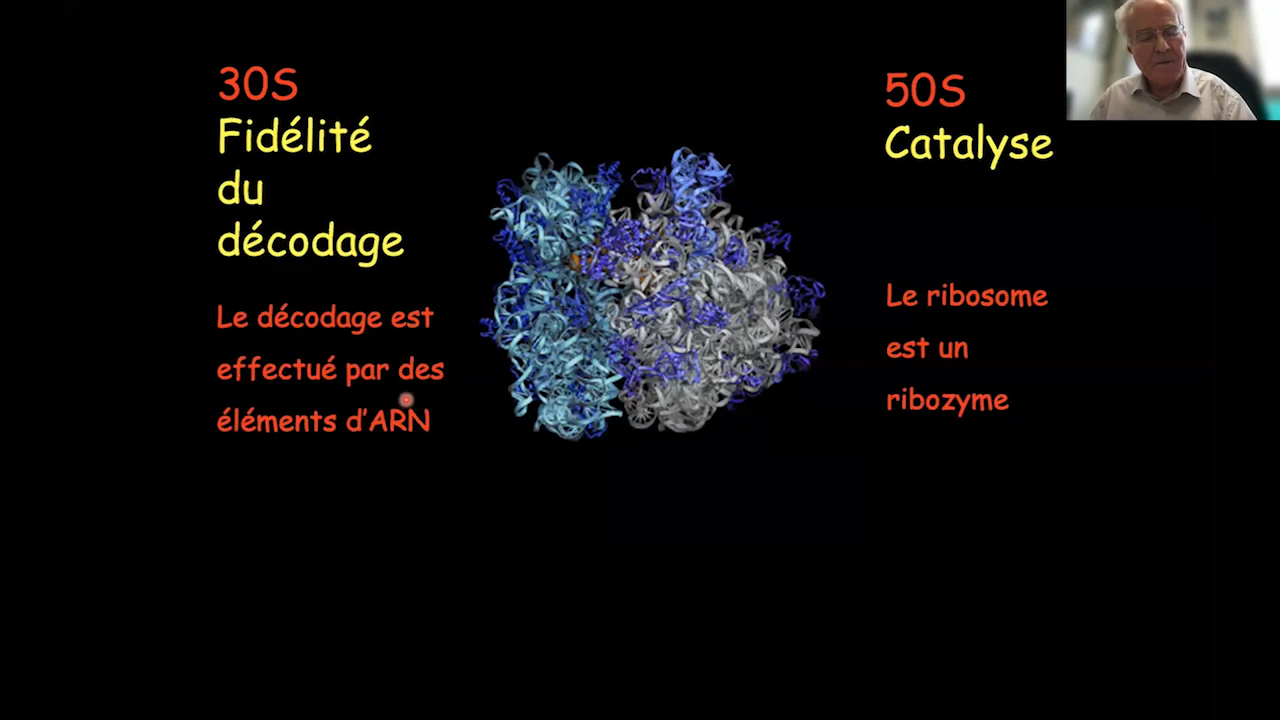 30S
Fidélité
du
décodage
Le décodage est
effectué par des
éléments d'ARN
50S
Catalyse
Le ribosome
est un
ribozyme